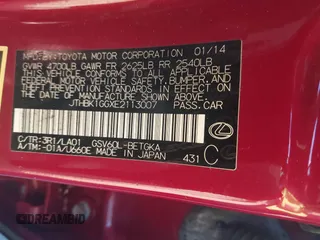 MFD.BY:TOYOTA MOTOR CORPORATION 01/14
GVWR 4700LB GAWR FR 2625LB RR 2540LB
THIS VEHICLE CONFORMS TO ALL APPLICABLE
FEDERAL MOTOR VEHICLE SAFETY, BUMPER, AND
THEFT PREVENTION STANDARDS IN EFFECT ON
THE DATE OF MANUFACTURE SHOWN ABOVE.
JTHBK1GGXE2113007 PASS. CAR
C/TR:3R1/LA01 GSV60L-BETGKA
A/TM:-01A/U660E MADE IN JAPAN 431 C
DREAMBID